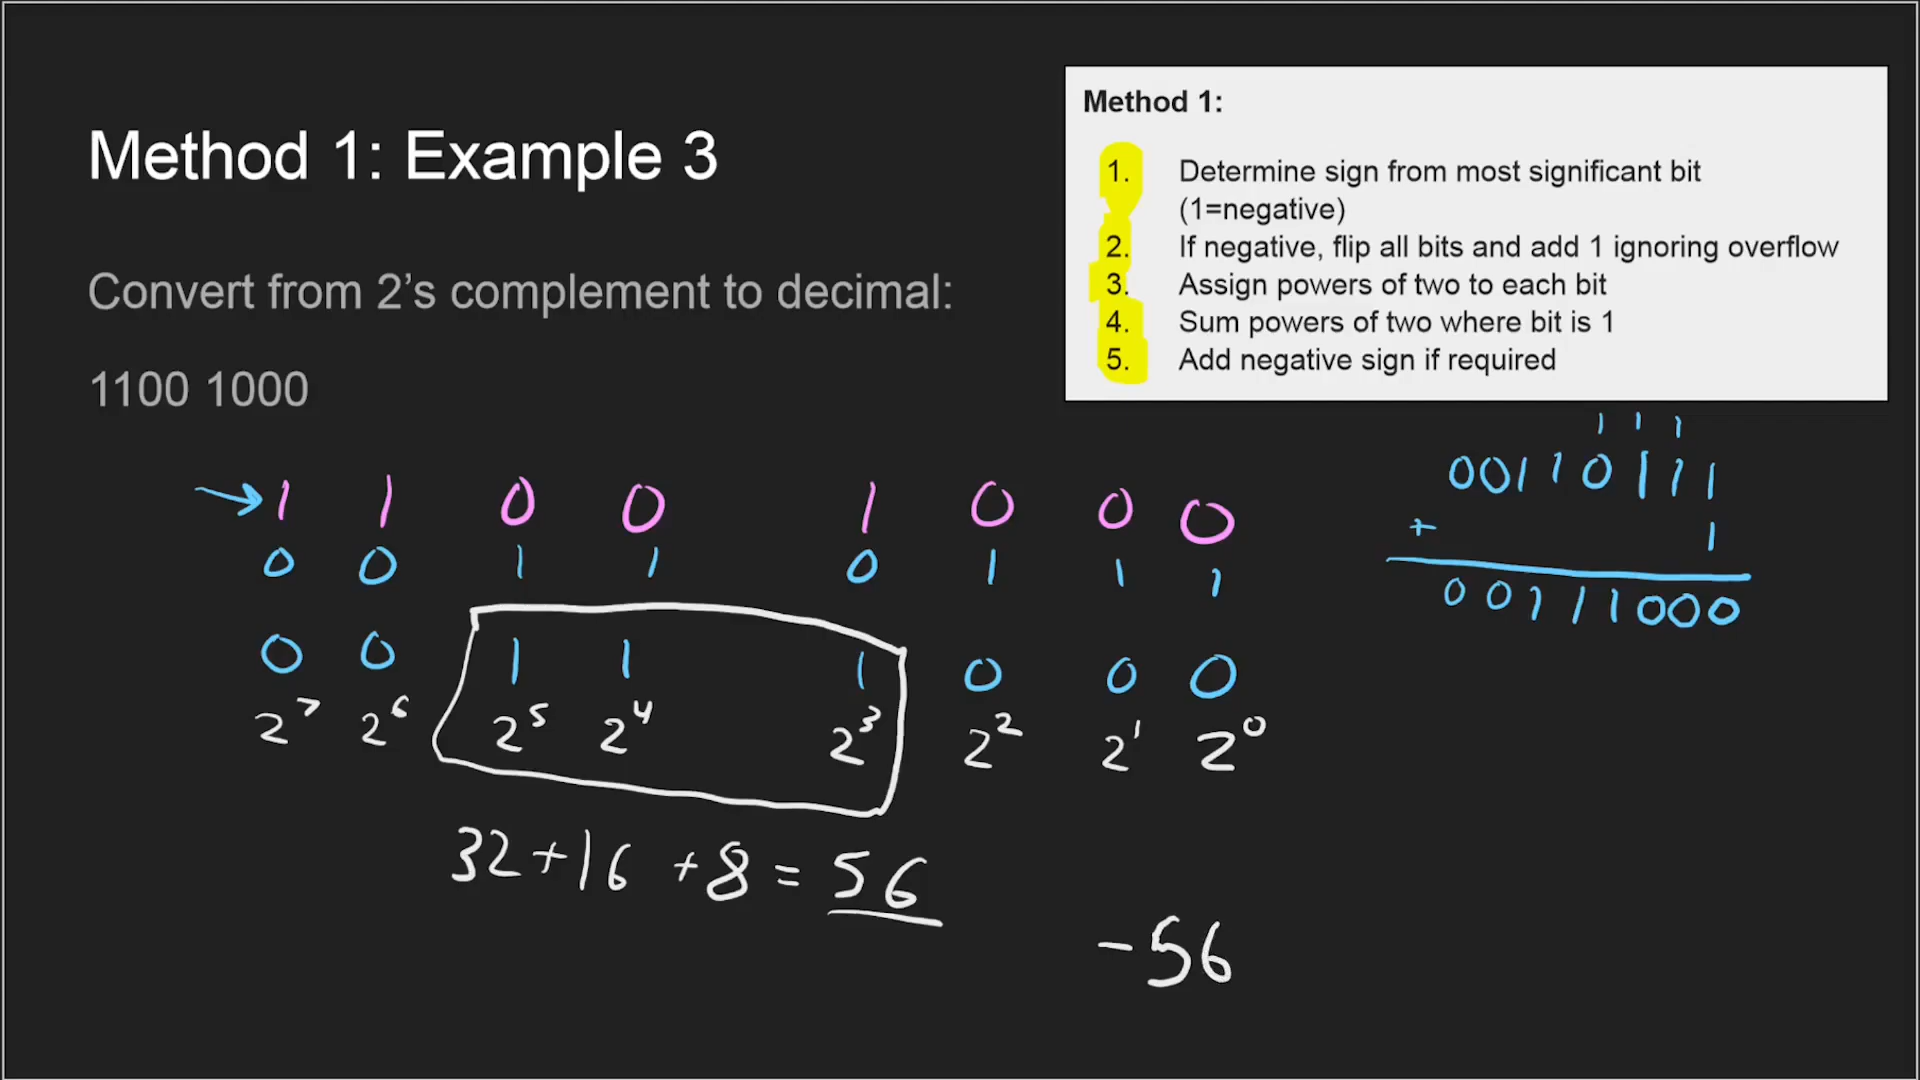 Method 1: Example 3
Convert from 2’s complement to decimal:
1100 1000
Method 1:
1. Determine sign from most significant bit
(1=negative)
2. If negative, flip all bits and add 1 ignoring overflow
3. Assign powers of two to each bit
4. Sum powers of two where bit is 1
5. Add negative sign if required
1 1 1
00110111
+ 1
00111000
→ 1 1 0 0 1 0 0 0
0 0 1 1 0 1 1 1
0 0 1 1 1 0 0 0
2⁷ 2⁶ 2⁵ 2⁴ 2³ 2² 2¹ 2⁰
32+16 +8 = 56
-56